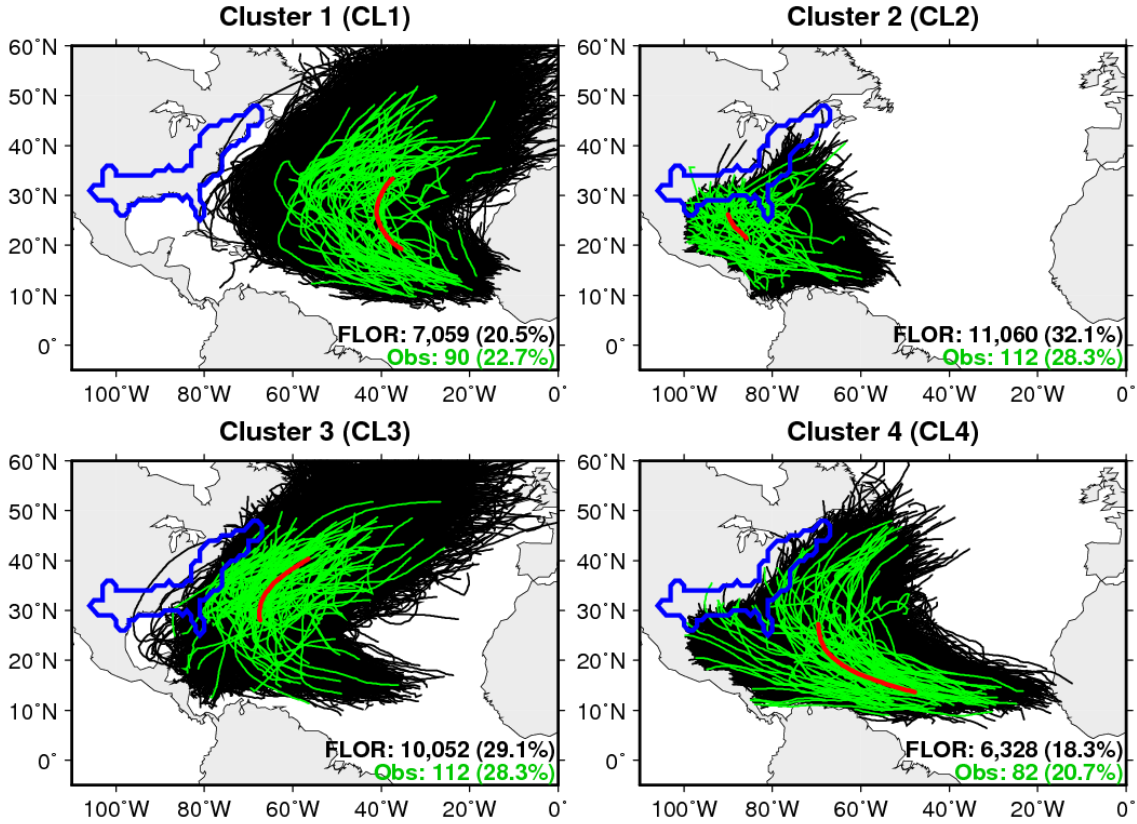 Cluster 1 (CL1)
60°N
50°N
40°N
30°N
20°N
10°N
0°
FLOR: 7,059 (20.5%)
Obs: 90 (22.7%)
100°W 80°W 60°W 40°W 20°W 0°
Cluster 2 (CL2)
60°N
50°N
40°N
30°N
20°N
10°N
0°
FLOR: 11,060 (32.1%)
Obs: 112 (28.3%)
100°W 80°W 60°W 40°W 20°W 0°
Cluster 3 (CL3)
60°N
50°N
40°N
30°N
20°N
10°N
0°
FLOR: 10,052 (29.1%)
Obs: 112 (28.3%)
100°W 80°W 60°W 40°W 20°W 0°
Cluster 4 (CL4)
60°N
50°N
40°N
30°N
20°N
10°N
0°
FLOR: 6,328 (18.3%)
Obs: 82 (20.7%)
100°W 80°W 60°W 40°W 20°W 0°